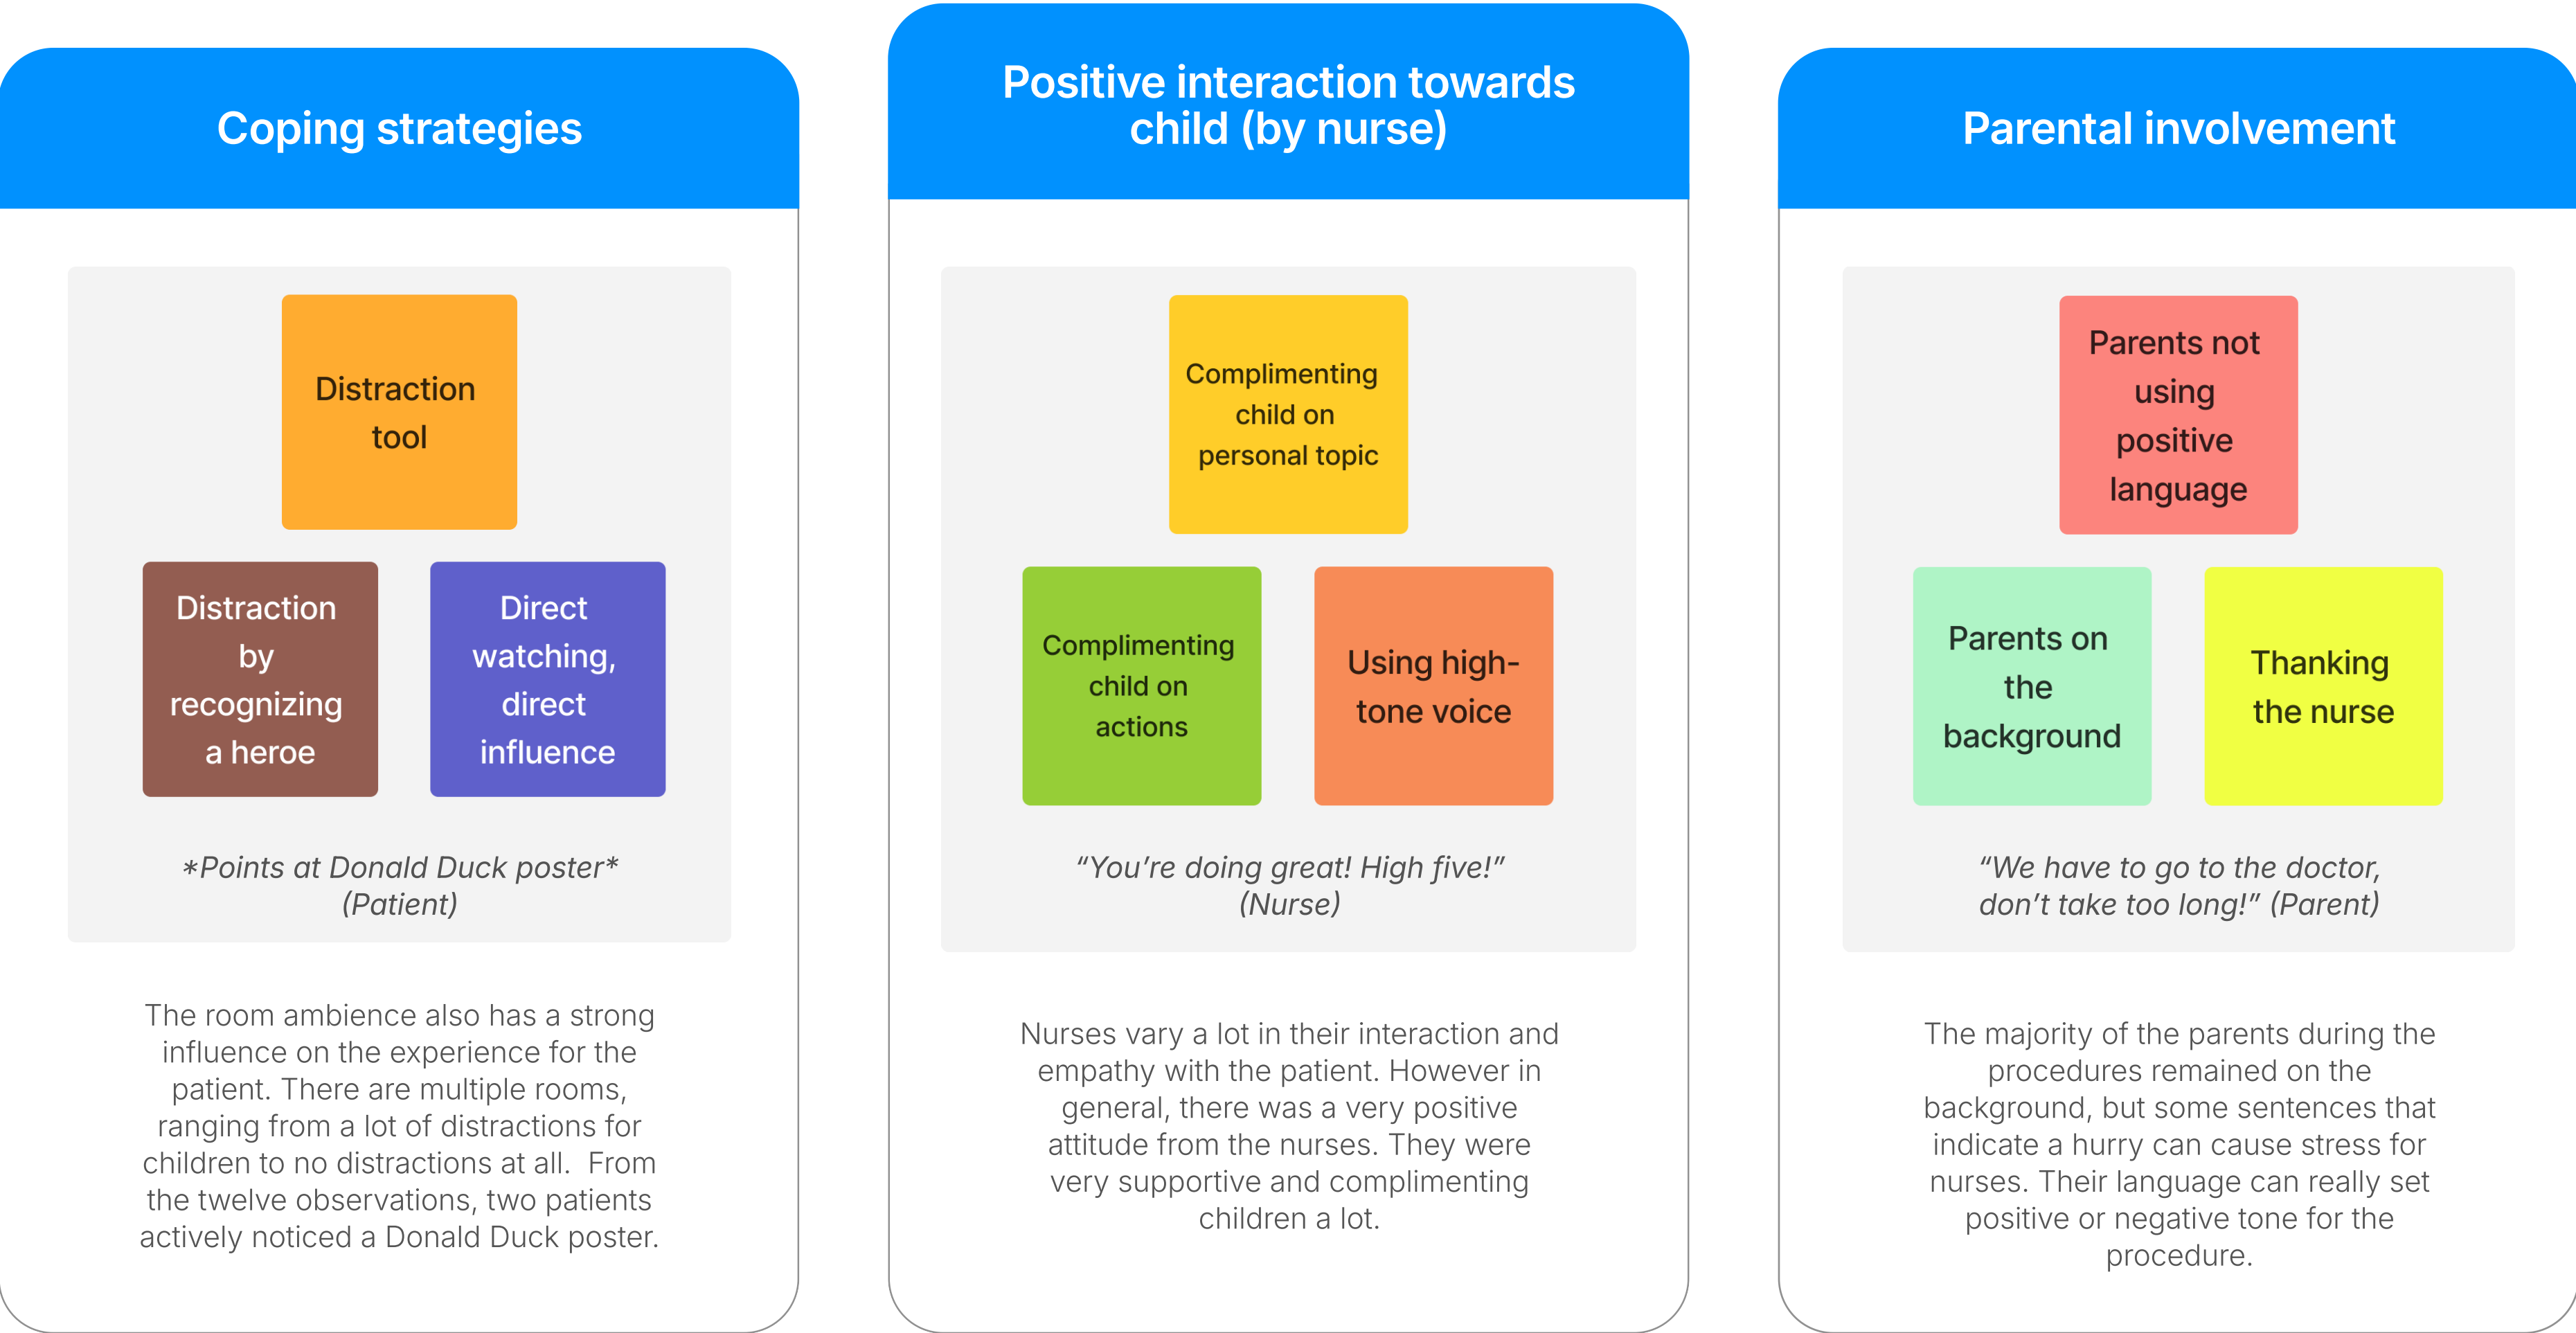 Coping strategies
Distraction
tool
Distraction
by
recognizing
a heroe
Direct
watching,
direct
influence
*Points at Donald Duck poster*
(Patient)
The room ambience also has a strong
influence on the experience for the
patient. There are multiple rooms,
ranging from a lot of distractions for
children to no distractions at all.  From
the twelve observations, two patients
actively noticed a Donald Duck poster.
Positive interaction towards
child (by nurse)
Complimenting
child on
personal topic
Complimenting
child on
actions
Using high-
tone voice
“You’re doing great! High five!”
(Nurse)
Nurses vary a lot in their interaction and
empathy with the patient. However in
general, there was a very positive
attitude from the nurses. They were
very supportive and complimenting
children a lot.
Parental involvement
Parents not
using
positive
language
Parents on
the
background
Thanking
the nurse
“We have to go to the doctor,
don’t take too long!” (Parent)
The majority of the parents during the
procedures remained on the
background, but some sentences that
indicate a hurry can cause stress for
nurses. Their language can really set
positive or negative tone for the
procedure.